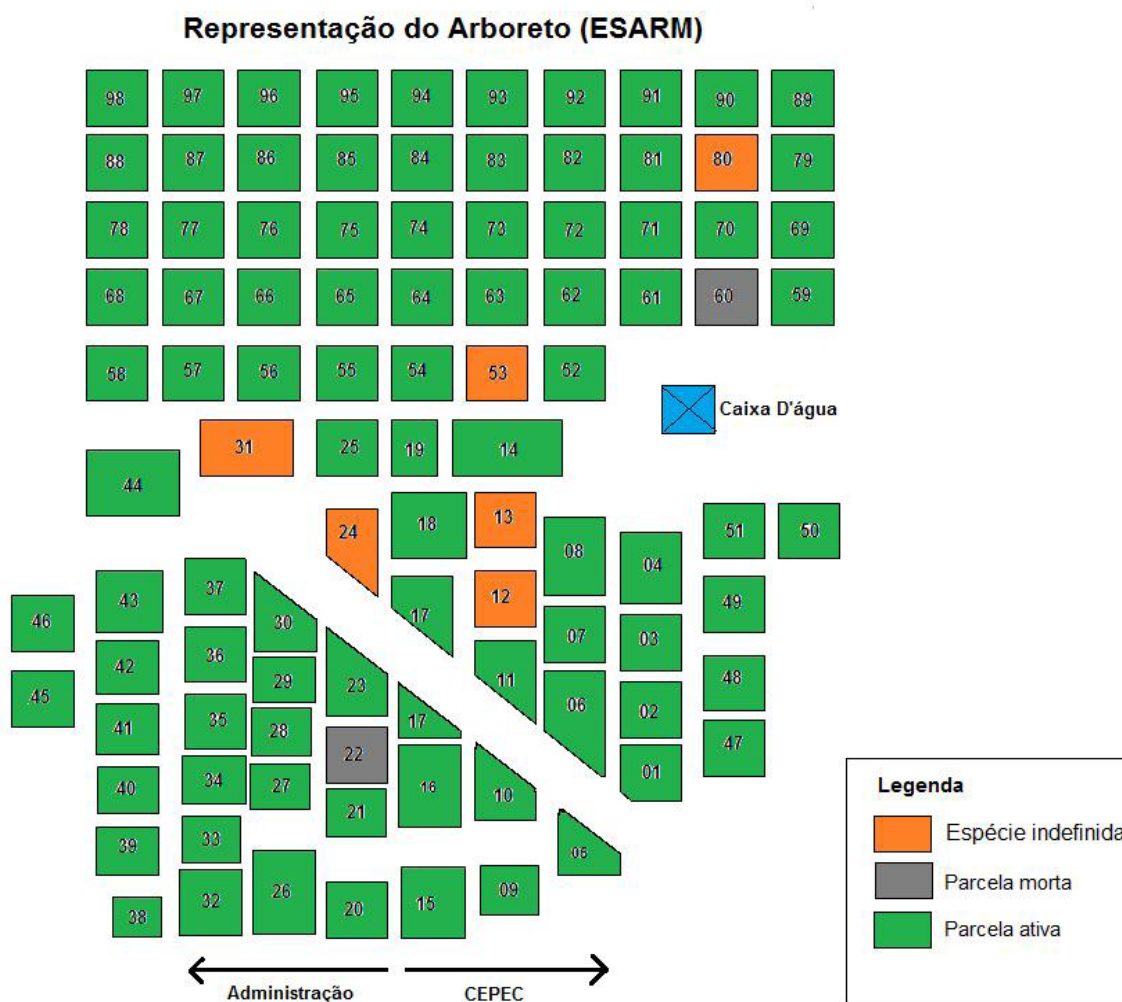 Representação do Arboreto (ESARM)
98 97 96 95 94 93 92 91 90 89
88 87 86 85 84 83 82 81 80 79
78 77 76 75 74 73 72 71 70 69
68 67 66 65 64 63 62 61 60 59
58 57 56 55 54 53 52
Caixa D'água
31 25 19 14
44
24 18 13 08 04 51 50
46 43 37 30 17 12 07 03 49
45 42 36 29 23 11 06 02 48
41 35 28 22 17 01 47
40 34 27 21 16 10
39 33 05
38 32 26 20 15 09
Administração CEPEC
Legenda
Espécie indefinida
Parcela morta
Parcela ativa